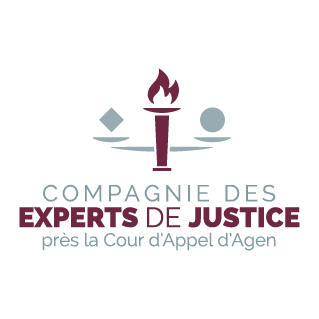 COMPAGNIE DES
EXPERTS DE JUSTICE
près la Cour d'Appel d'Agen